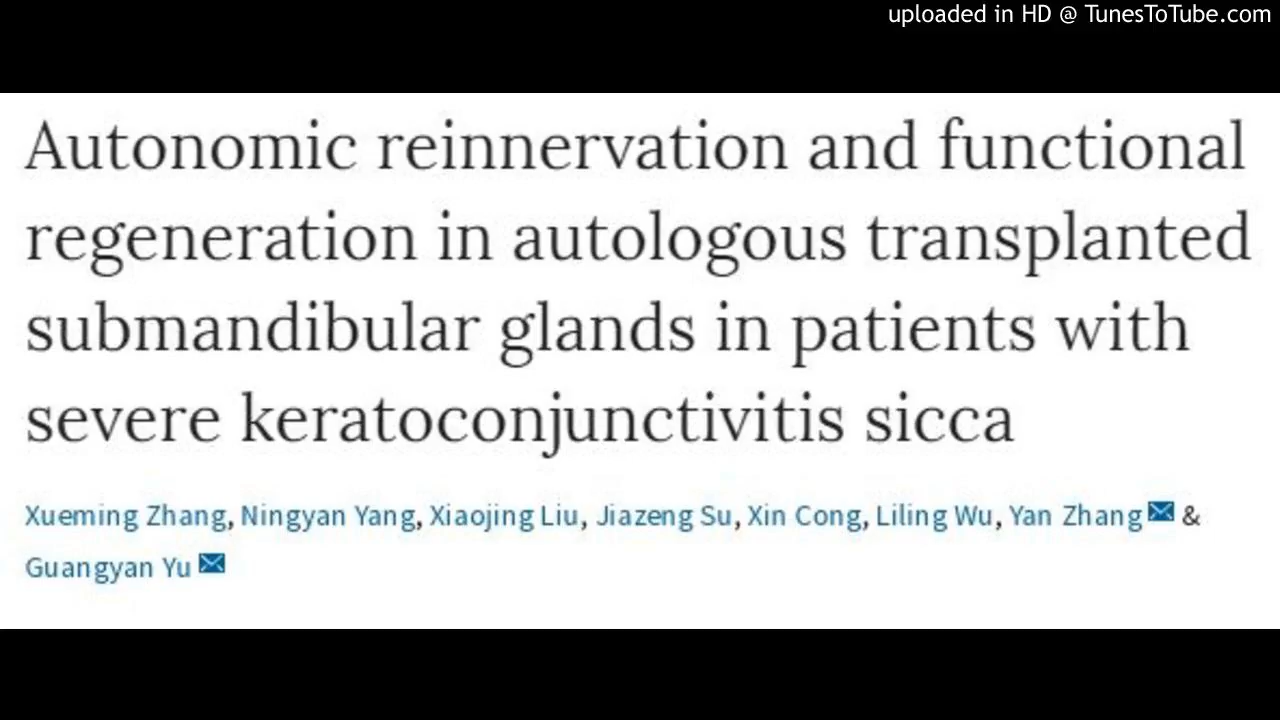 uploaded in HD @ TunesToTube.com
Autonomic reinnervation and functional
regeneration in autologous transplanted
submandibular glands in patients with
severe keratoconjunctivitis sicca
Xueming Zhang, Ningyan Yang, Xiaojing Liu, Jiazeng Su, Xin Cong, Liling Wu, Yan Zhang &
Guangyan Yu